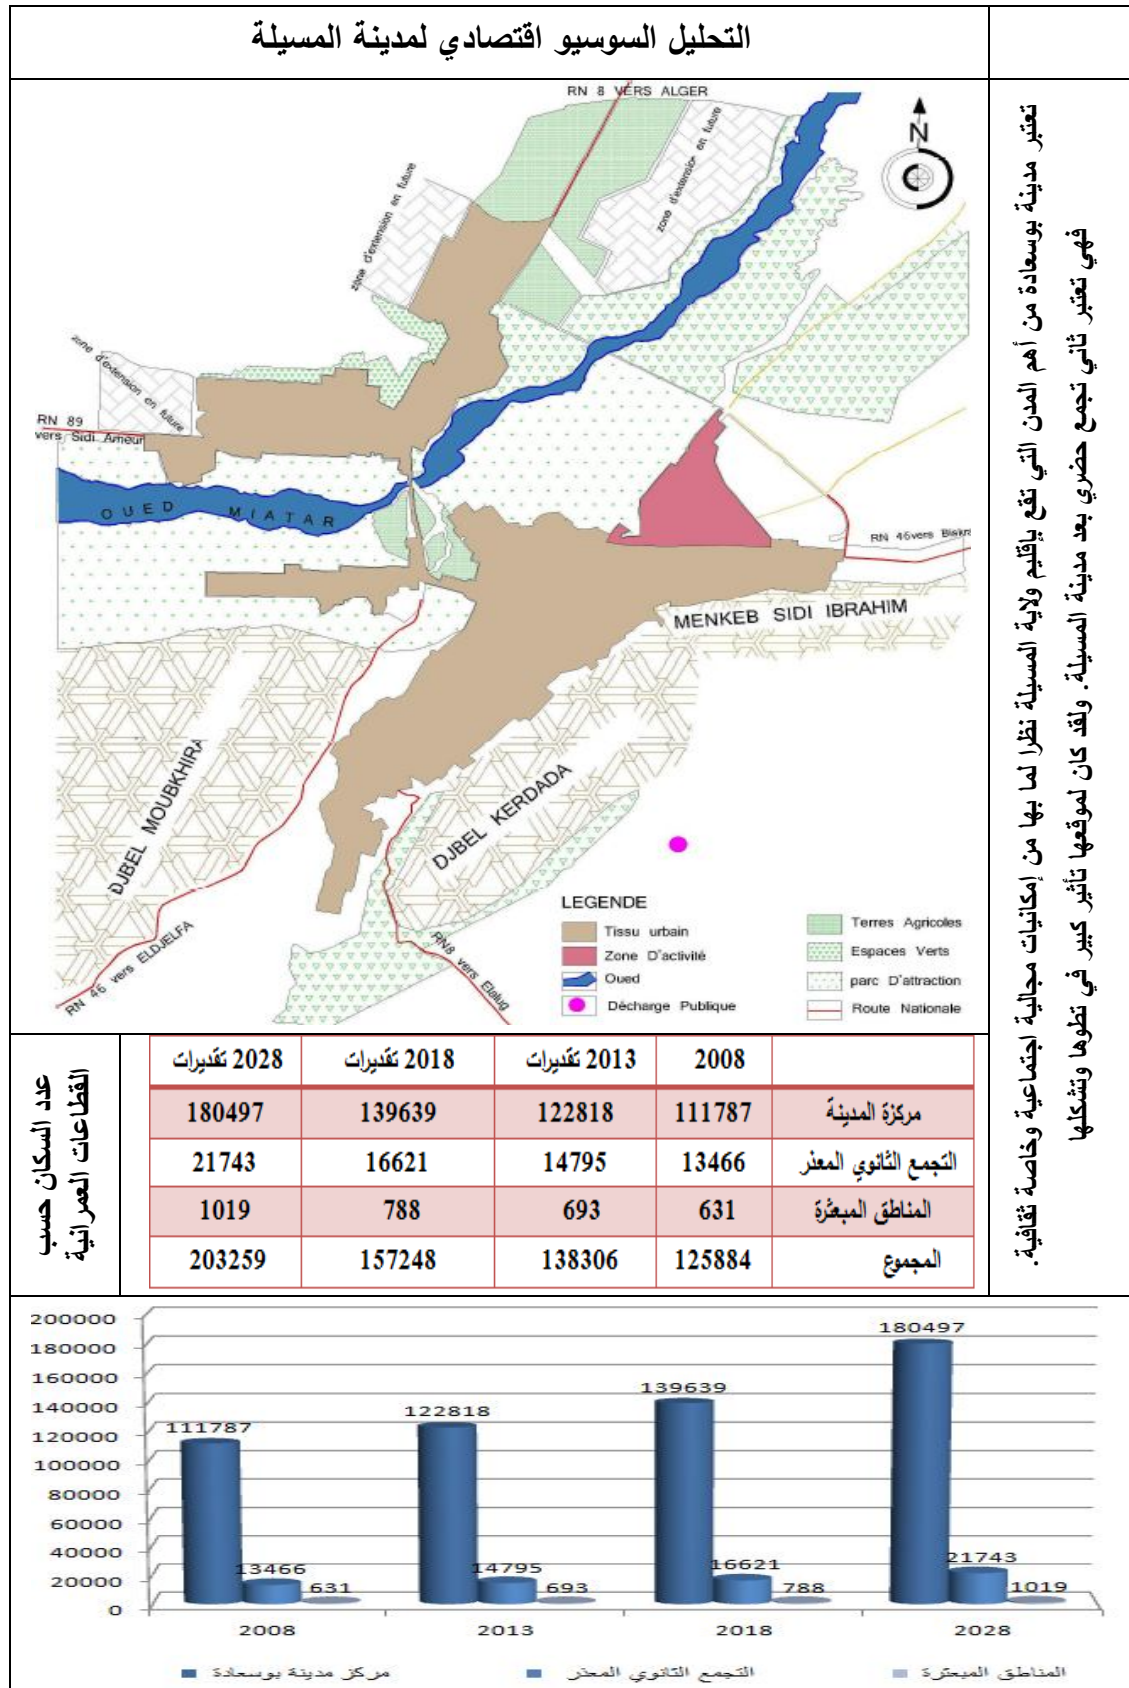 التحليل السوسيو اقتصادي لمدينة المسيلة
تعتبر مدينة بوسعادة من أهم المدن التي تقع بإقليم ولاية المسيلة نظرا لما بها من إمكانيات مجالية اجتماعية وخاصة ثقافية.
فهي تعتبر ثاني تجمع حضري بعد مدينة المسيلة. ولقد كان لموقعها تأثير كبير في تطوها وتشكلها
RN 8 VERS ALGER
N
zone d'extension en future
zone d'extension en future
zone d'extension en future
RN 89
vers Sidi Ameur
OUED MIATAR
RN 46vers Biskra
MENKEB SIDI IBRAHIM
DJBEL MOUBKHIRA
DJBEL KERDADA
RN 46 vers ELDJELFA
RN8 vers Elalug
LEGENDE
Tissu urbain
Zone D'activité
Oued
Décharge Publique
Terres Agricoles
Espaces Verts
parc D'attraction
Route Nationale
عدد السكان حسب
القطاعات العمرانية
2008 2013 تقديرات 2018 تقديرات 2028 تقديرات
مركزة المدينة 111787 122818 139639 180497
التجمع الثانوي المعذر 13466 14795 16621 21743
المناطق المبعثرة 631 693 788 1019
المجموع 125884 138306 157248 203259
200000
180000
160000
140000
120000
100000
80000
60000
40000
20000
0
111787 13466 631
122818 14795 693
139639 16621 788
180497 21743 1019
2008 2013 2018 2028
مركز مدينة بوسعادة
التجمع الثانوي المعذر
المناطق المبعثرة